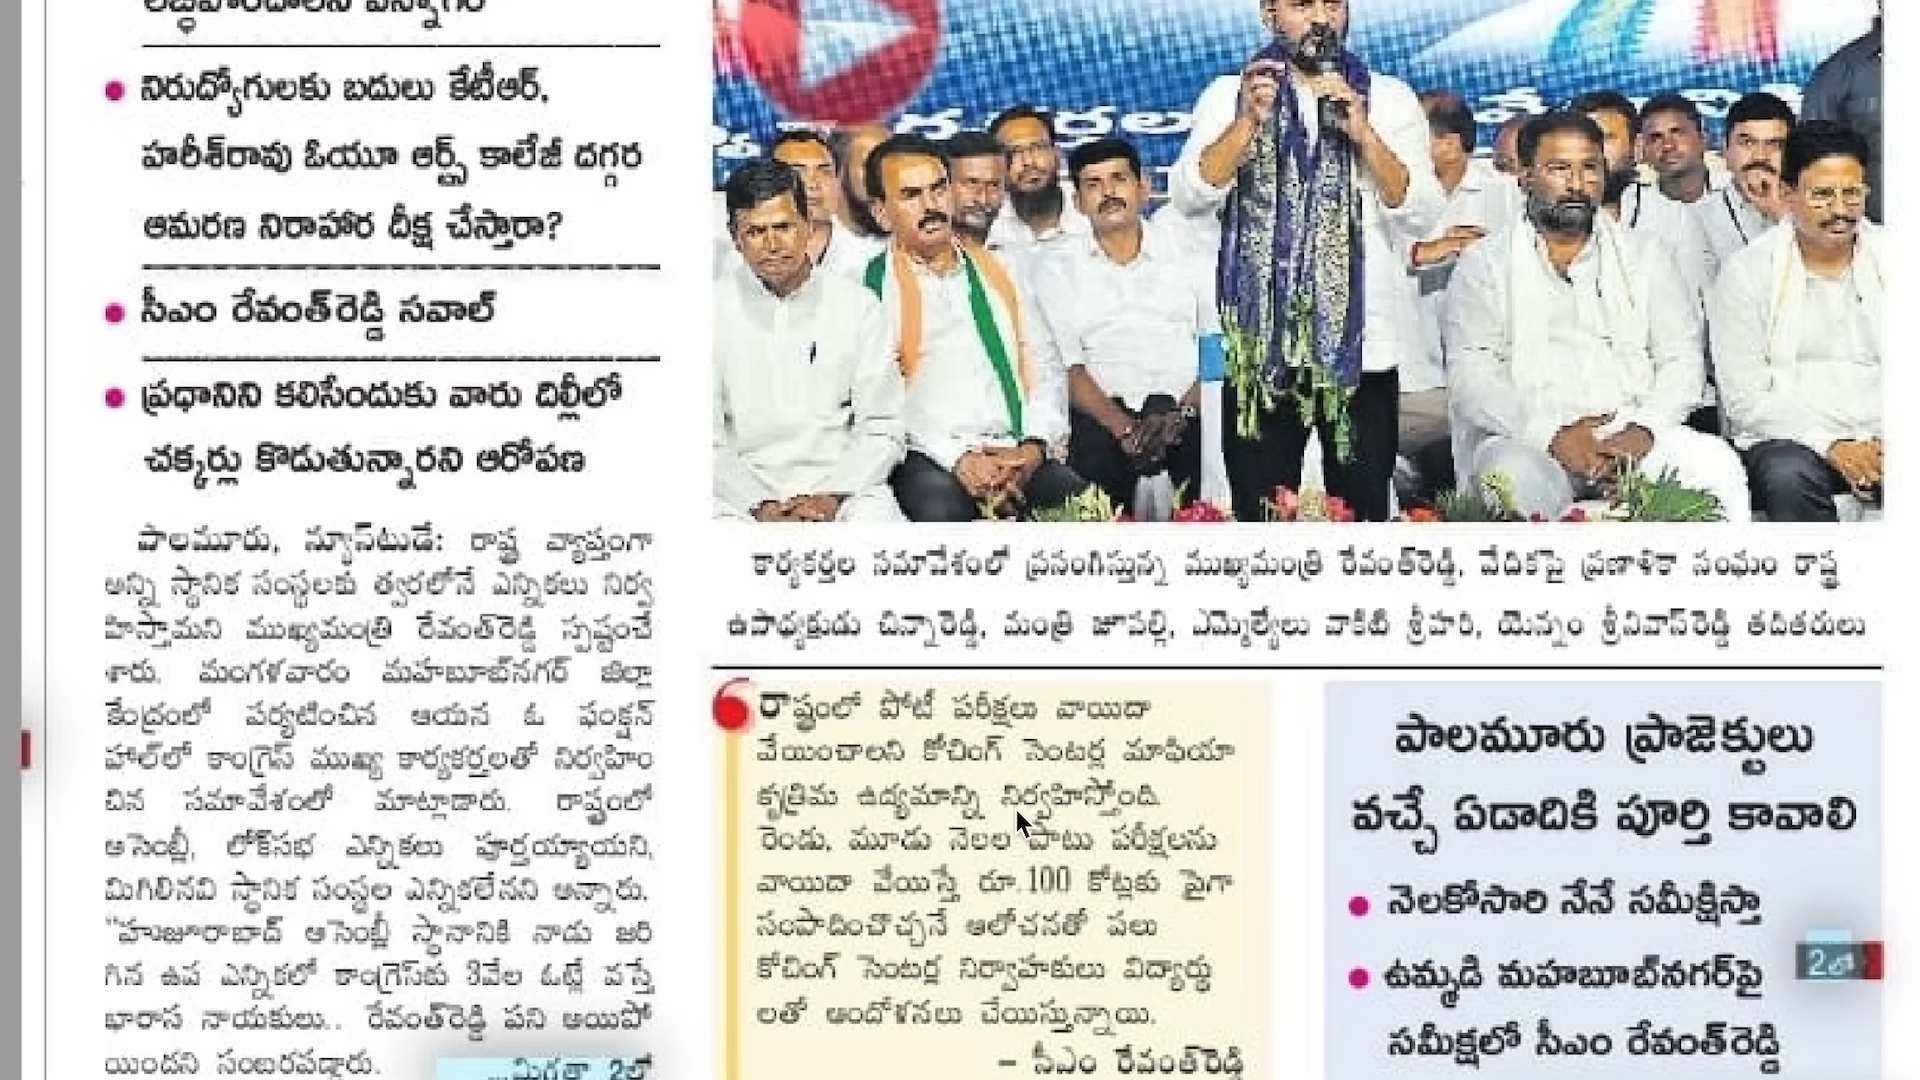 నిరుద్యోగులకు బదులు కేటీఆర్,
హరీశ్‌రావు ఓయూ ఆర్ట్స్ కాలేజీ దగ్గర
ఆమరణ నిరాహార దీక్ష చేస్తారా?
సీఎం రేవంత్‌రెడ్డి సవాల్
ప్రధానిని కలిసేందుకు వారు దిల్లీలో
చక్కర్లు కొడుతున్నారని ఆరోపణ
పాలమూరు, న్యూస్‌టుడే: రాష్ట్ర వ్యాప్తంగా
అన్ని స్థానిక సంస్థలకు త్వరలోనే ఎన్నికలు నిర్వ
హిస్తామని ముఖ్యమంత్రి రేవంత్‌రెడ్డి స్పష్టంచే
శారు. మంగళవారం మహబూబ్‌నగర్ జిల్లా
కేంద్రంలో పర్యటించిన ఆయన ఓ ఫంక్షన్
హాల్‌లో కాంగ్రెస్ ముఖ్య కార్యకర్తలతో నిర్వహిం
చిన సమావేశంలో మాట్లాడారు. రాష్ట్రంలో
అసెంబ్లీ, లోక్‌సభ ఎన్నికలు పూర్తయ్యాయని,
మిగిలినవి స్థానిక సంస్థల ఎన్నికలేనని అన్నారు.
"హుజూరాబాద్ అసెంబ్లీ స్థానానికి నాడు జరి
గిన ఉప ఎన్నికలో కాంగ్రెస్‌కు 3వేల ఓట్లే వస్తే
భారాస నాయకులు.. రేవంత్‌రెడ్డి పని అయిపో
యిందని సంబరపడ్డారు.
...మిగతా 2లో
కార్యకర్తల సమావేశంలో ప్రసంగిస్తున్న ముఖ్యమంత్రి రేవంత్‌రెడ్డి. వేదికపై ప్రణాళికా సంఘం రాష్ట్ర
ఉపాధ్యక్షుడు చిన్నారెడ్డి, మంత్రి జూపల్లి, ఎమ్మెల్యేలు వాకిటి శ్రీహరి, యెన్నం శ్రీనివాస్‌రెడ్డి తదితరులు
రాష్ట్రంలో పోటీ పరీక్షలు వాయిదా
వేయించాలని కోచింగ్ సెంటర్ల మాఫియా
కృత్రిమ ఉద్యమాన్ని నిర్వహిస్తోంది.
రెండు, మూడు నెలల పాటు పరీక్షలను
వాయిదా వేయిస్తే రూ.100 కోట్లకు పైగా
సంపాదించొచ్చనే ఆలోచనతో పలు
కోచింగ్ సెంటర్ల నిర్వాహకులు విద్యార్థు
లతో ఆందోళనలు చేయిస్తున్నాయి.
– సీఎం రేవంత్‌రెడ్డి
పాలమూరు ప్రాజెక్టులు
వచ్చే ఏడాదికి పూర్తి కావాలి
నెలకోసారి నేనే సమీక్షిస్తా
ఉమ్మడి మహబూబ్‌నగర్‌పై
సమీక్షలో సీఎం రేవంత్‌రెడ్డి
2లో